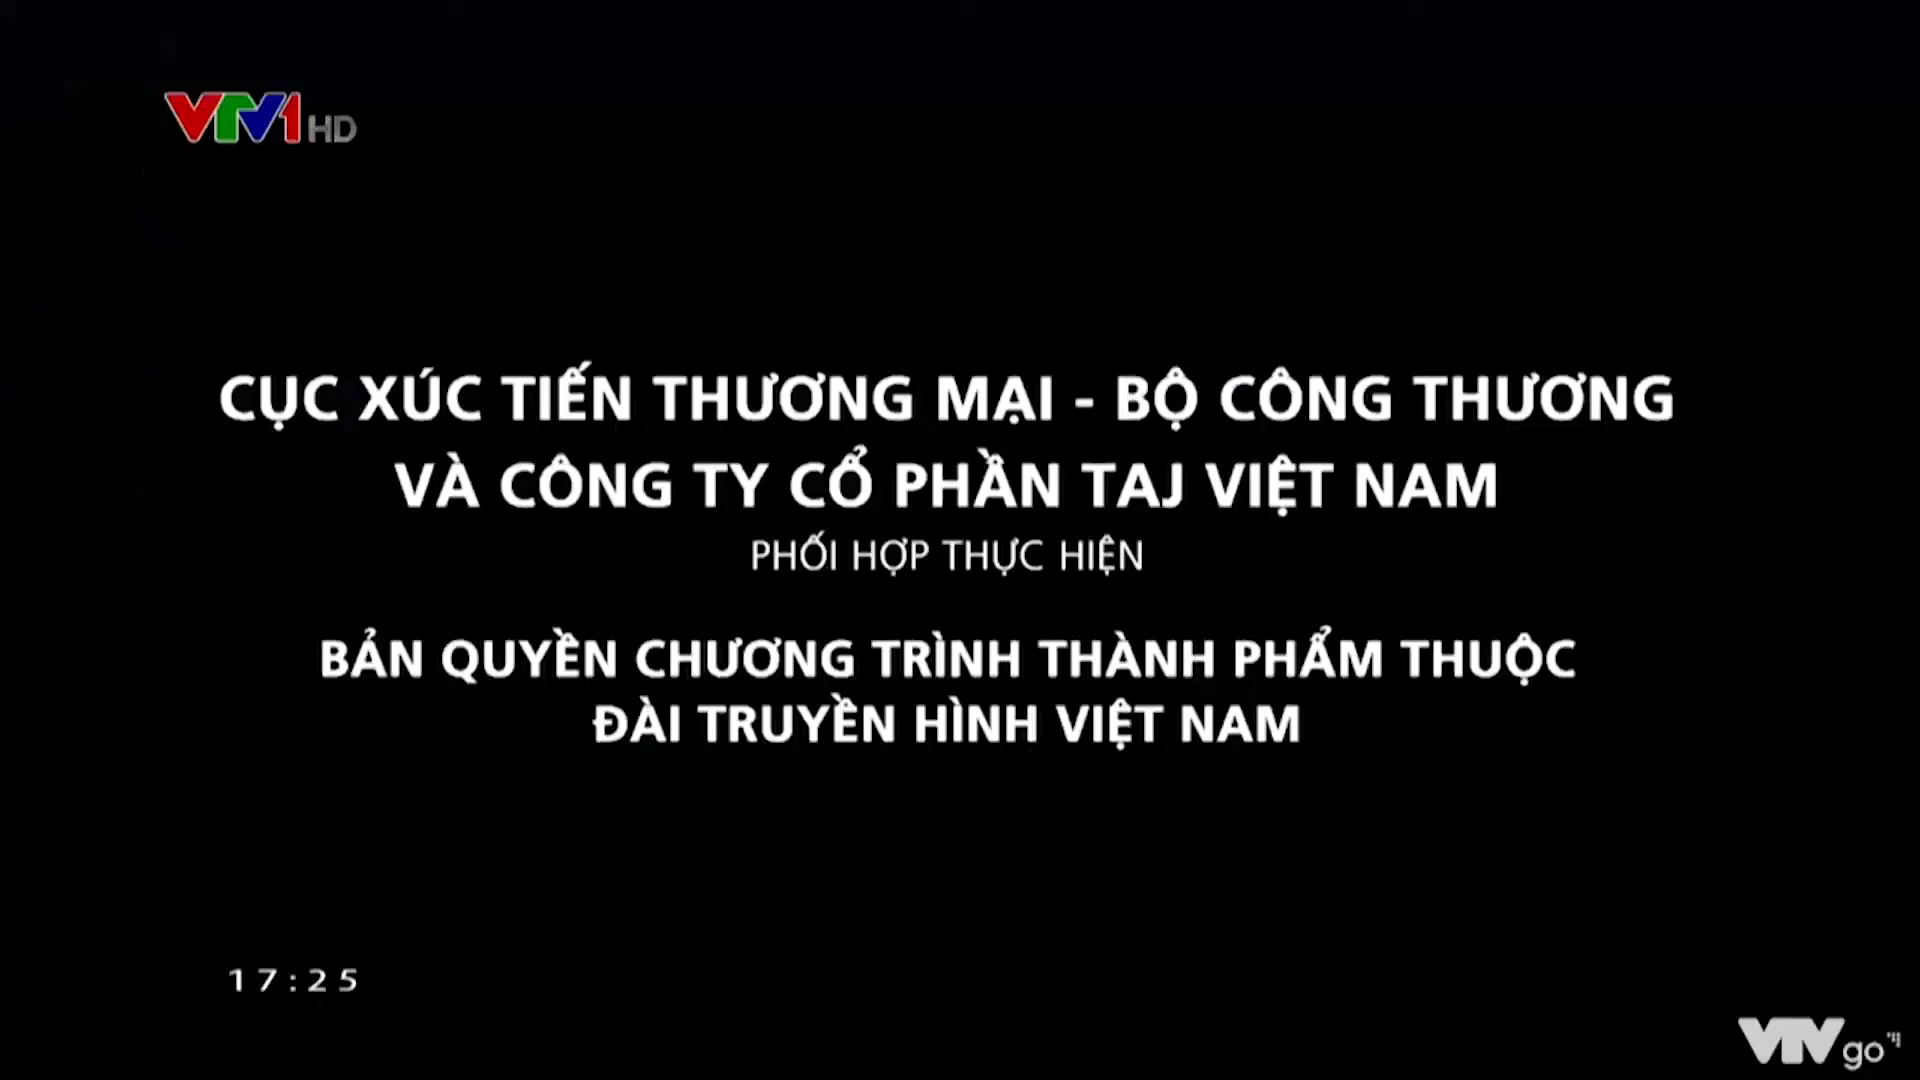 VTV1 HD
CỤC XÚC TIẾN THƯƠNG MẠI - BỘ CÔNG THƯƠNG
VÀ CÔNG TY CỔ PHẦN TAJ VIỆT NAM
PHỐI HỢP THỰC HIỆN
BẢN QUYỀN CHƯƠNG TRÌNH THÀNH PHẨM THUỘC
ĐÀI TRUYỀN HÌNH VIỆT NAM
17:25
VTV go